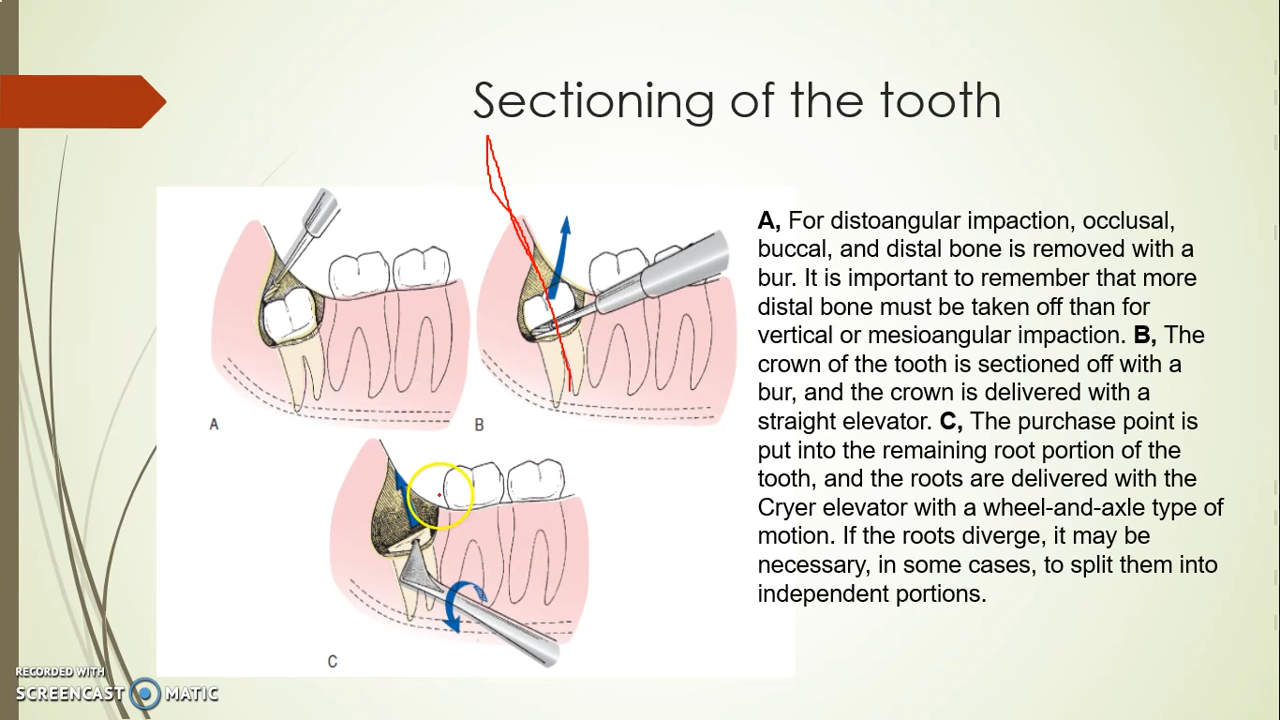 Sectioning of the tooth
A, For distoangular impaction, occlusal,
buccal, and distal bone is removed with a
bur. It is important to remember that more
distal bone must be taken off than for
vertical or mesioangular impaction. B, The
crown of the tooth is sectioned off with a
bur, and the crown is delivered with a
straight elevator. C, The purchase point is
put into the remaining root portion of the
tooth, and the roots are delivered with the
Cryer elevator with a wheel-and-axle type of
motion. If the roots diverge, it may be
necessary, in some cases, to split them into
independent portions.
A
B
C
RECORDED WITH
SCREENCAST MATIC